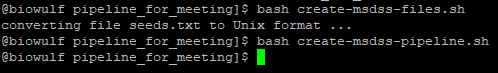 @biowulf pipeline_for_meeting]$ bash create-msdss-files.sh
converting file seeds.txt to Unix format ...
@biowulf pipeline_for_meeting]$ bash create-msdss-pipeline.sh
@biowulf pipeline_for_meeting]$